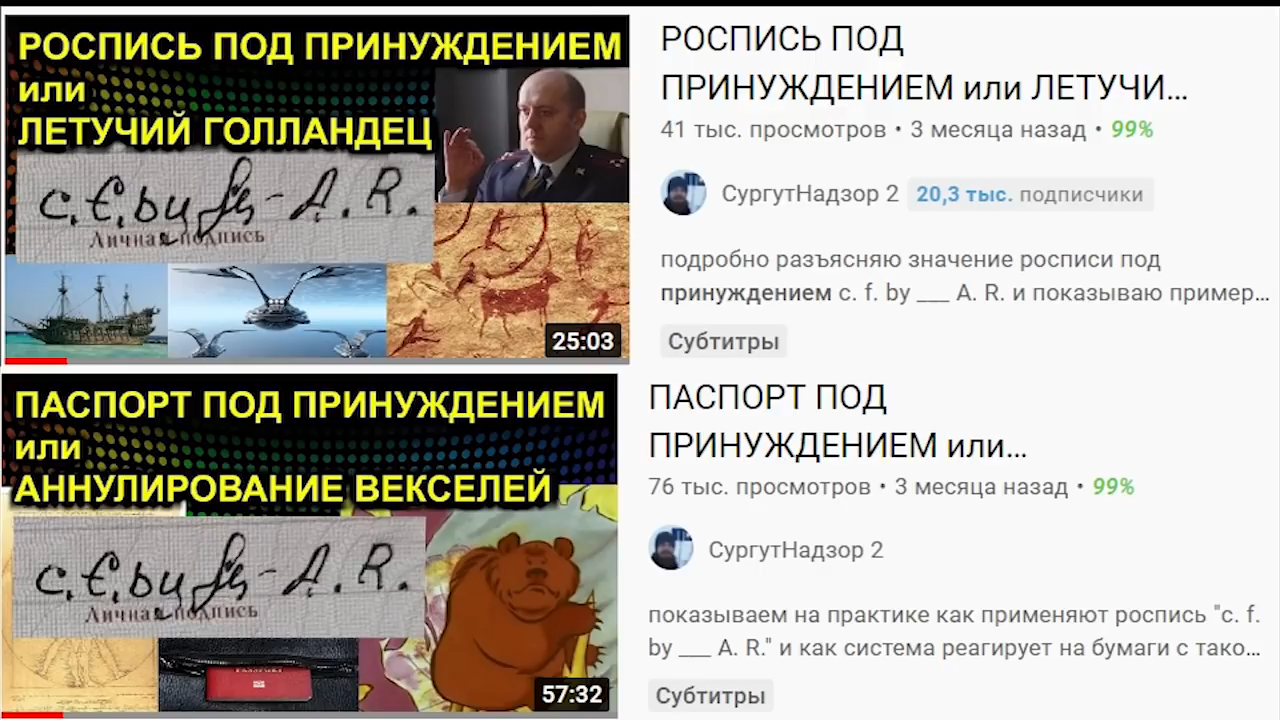 РОСПИСЬ ПОД ПРИНУЖДЕНИЕМ
или
ЛЕТУЧИЙ ГОЛЛАНДЕЦ
c. f. by
A. R.
Личная подпись
25:03
РОСПИСЬ ПОД
ПРИНУЖДЕНИЕМ или ЛЕТУЧИ...
41 тыс. просмотров • 3 месяца назад • 99%
СургутНадзор 2 20,3 тыс. подписчики
подробно разъясняю значение росписи под
принуждением c. f. by ___ A. R. и показываю пример...
Субтитры
ПАСПОРТ ПОД ПРИНУЖДЕНИЕМ
или
АННУЛИРОВАНИЕ ВЕКСЕЛЕЙ
c. f. by
A. R.
Личная подпись
57:32
ПАСПОРТ ПОД
ПРИНУЖДЕНИЕМ или...
76 тыс. просмотров • 3 месяца назад • 99%
СургутНадзор 2
показываем на практике как применяют роспись "c. f.
by ___ A. R." и как система реагирует на бумаги с тако...
Субтитры